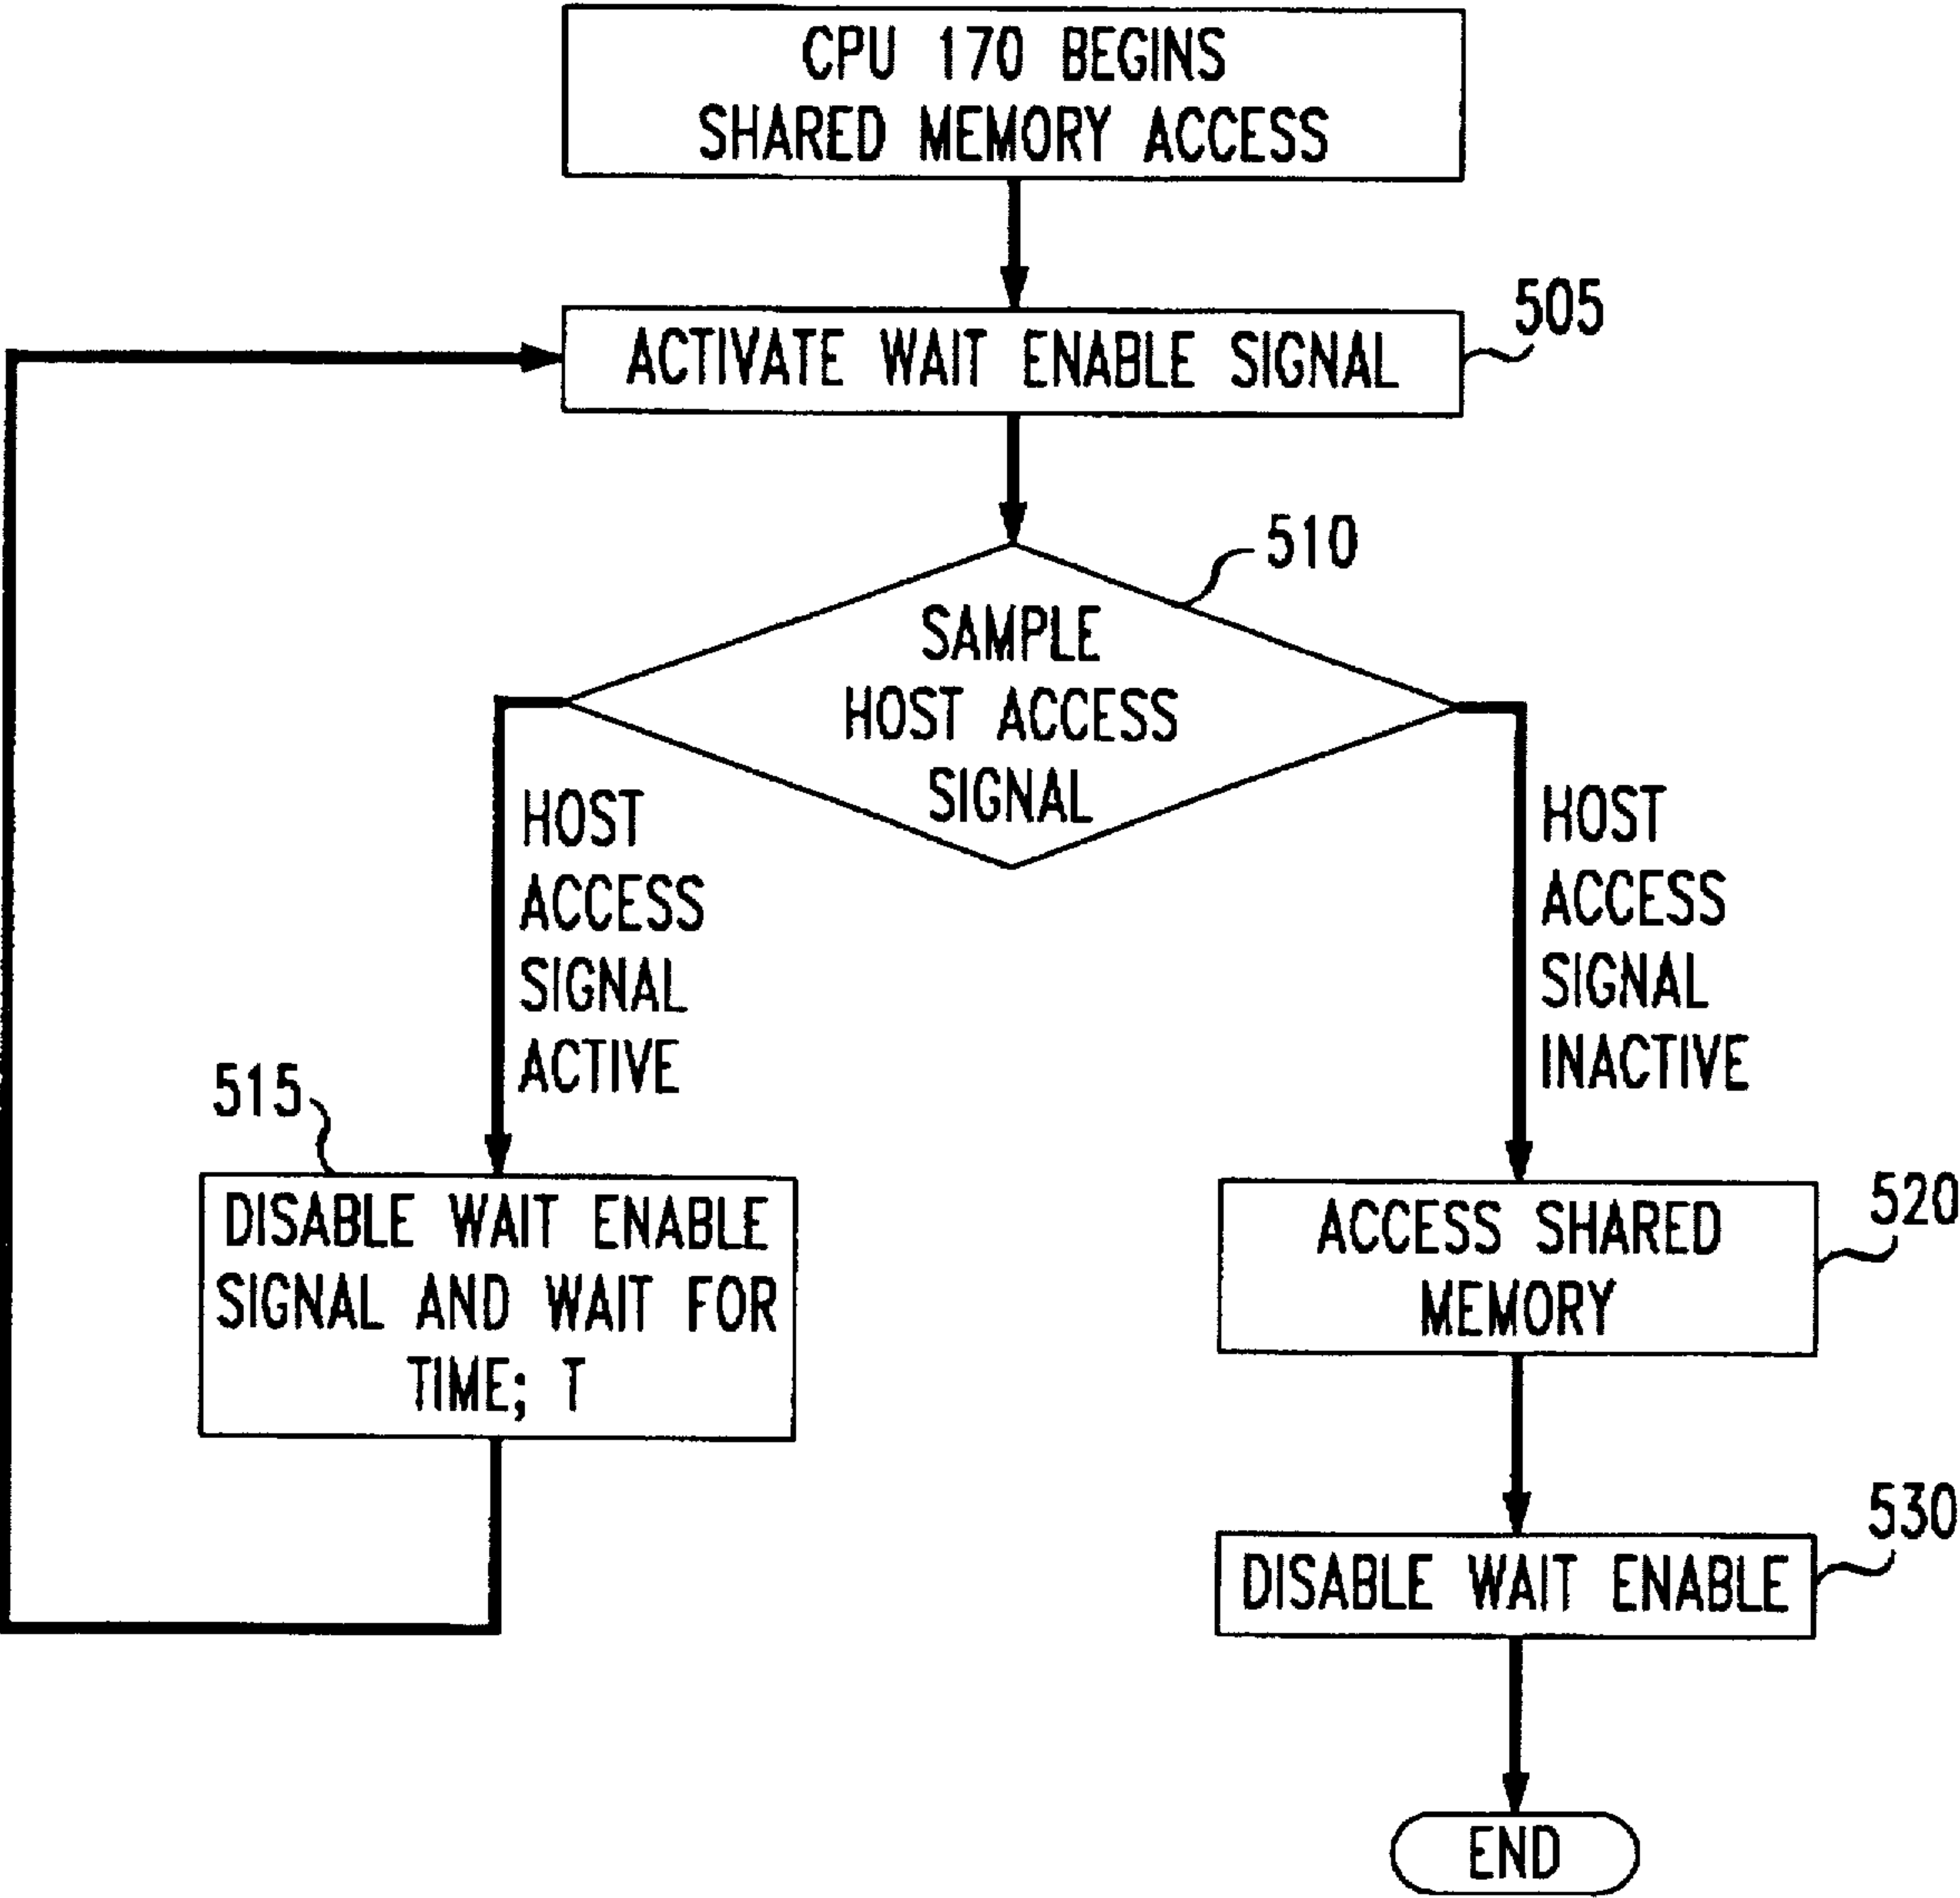 CPU 170 BEGINS
SHARED MEMORY ACCESS
505
ACTIVATE WAIT ENABLE SIGNAL
510
SAMPLE
HOST ACCESS
SIGNAL
HOST
ACCESS
SIGNAL
ACTIVE
HOST
ACCESS
SIGNAL
INACTIVE
515
DISABLE WAIT ENABLE
SIGNAL AND WAIT FOR
TIME; T
520
ACCESS SHARED
MEMORY
530
DISABLE WAIT ENABLE
END